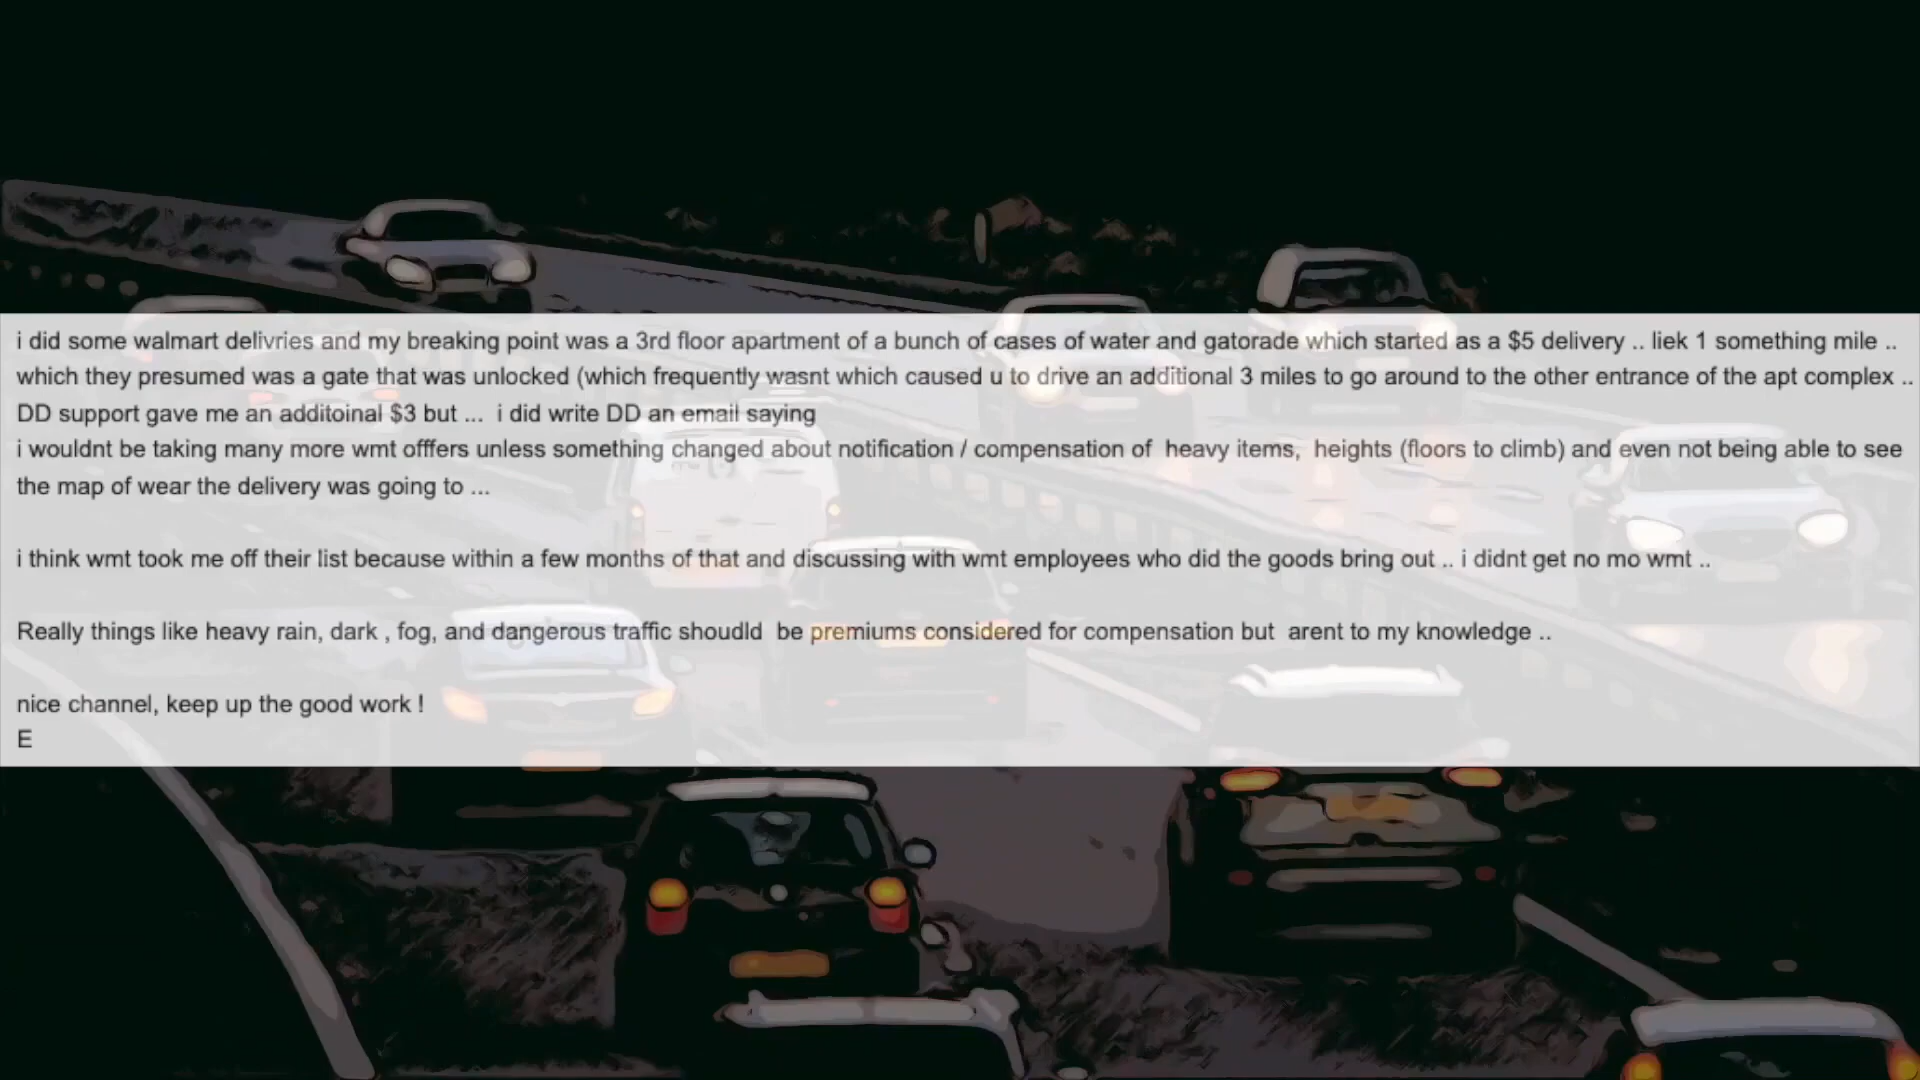 i did some walmart delivries and my breaking point was a 3rd floor apartment of a bunch of cases of water and gatorade which started as a $5 delivery .. liek 1 something mile ..
which they presumed was a gate that was unlocked (which frequently wasnt which caused u to drive an additional 3 miles to go around to the other entrance of the apt complex ..
DD support gave me an additoinal $3 but ... i did write DD an email saying
i wouldnt be taking many more wmt offfers unless something changed about notification / compensation of heavy items, heights (floors to climb) and even not being able to see
the map of wear the delivery was going to ...
i think wmt took me off their list because within a few months of that and discussing with wmt employees who did the goods bring out .. i didnt get no mo wmt ..
Really things like heavy rain, dark , fog, and dangerous traffic shoudld be premiums considered for compensation but arent to my knowledge ..
nice channel, keep up the good work !
E